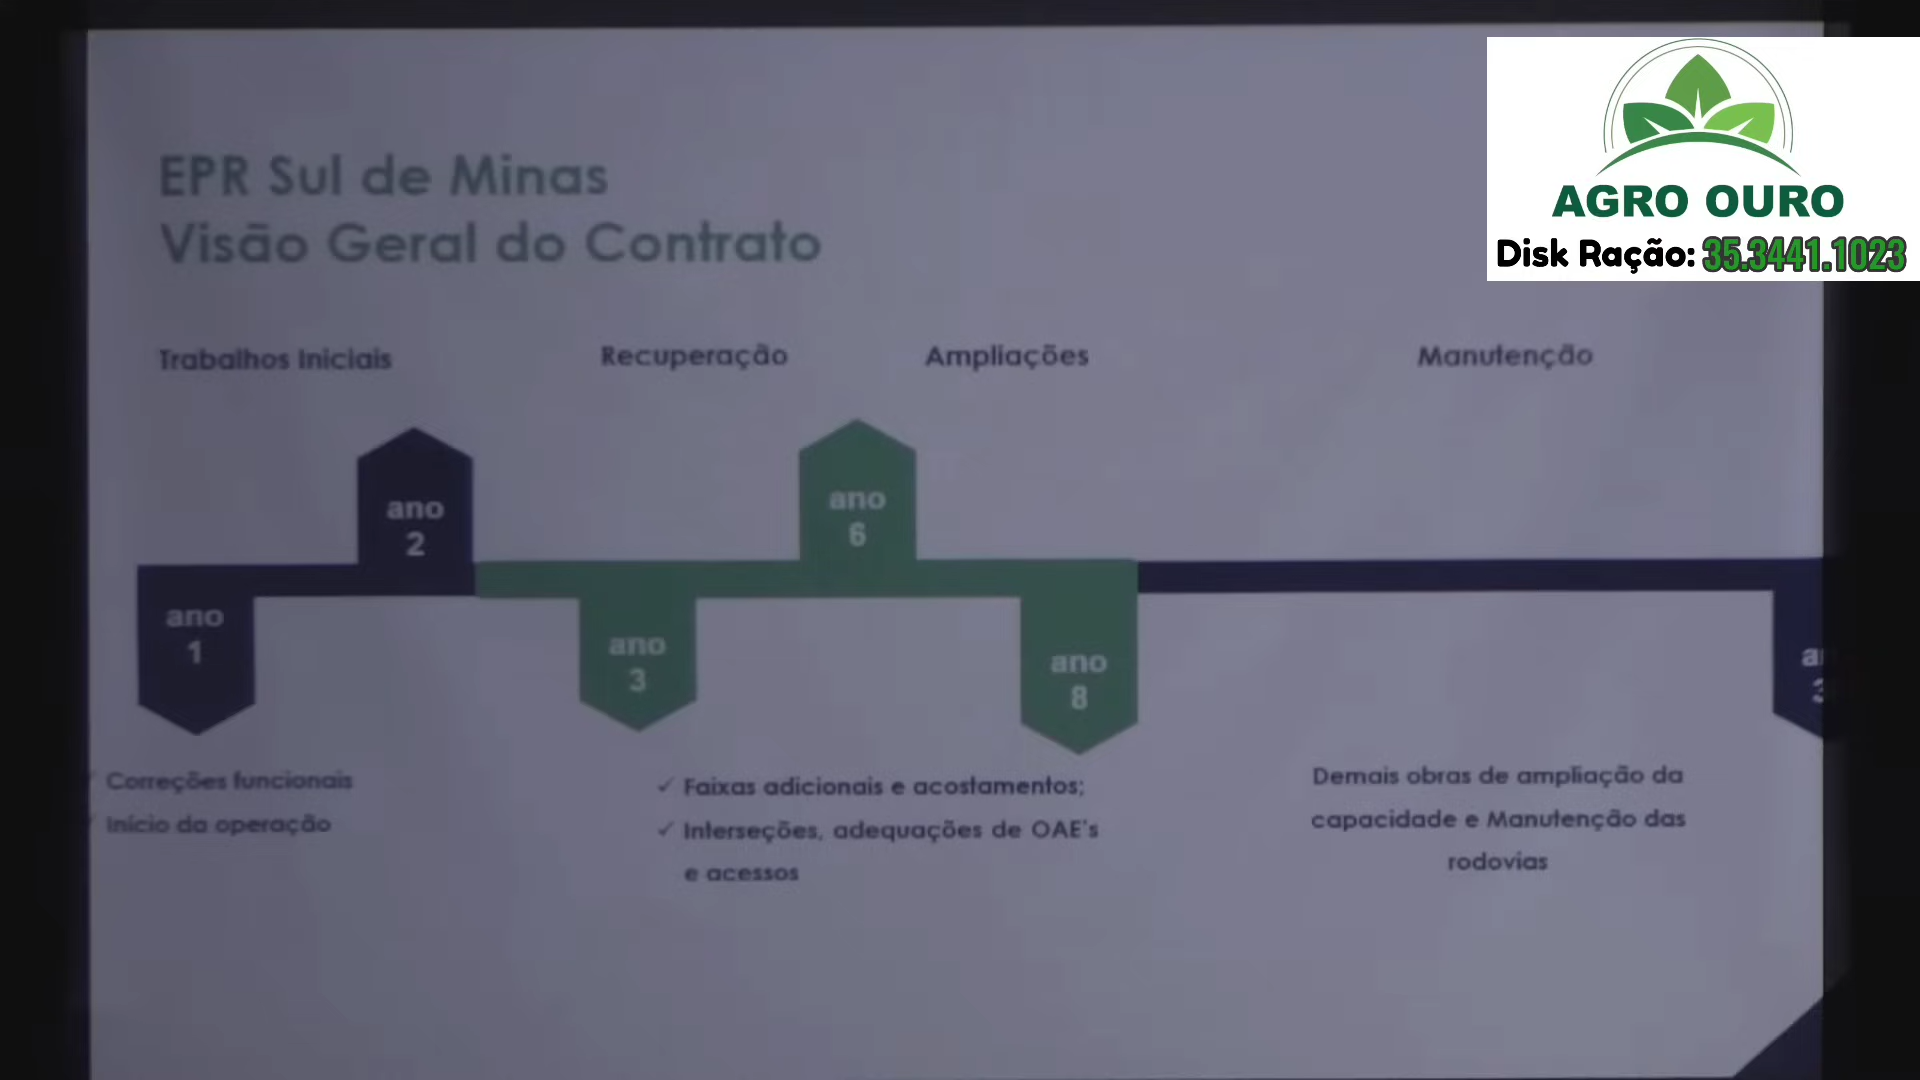 EPR Sul de Minas
Visão Geral do Contrato
AGRO OURO
Disk Ração: 35.3441.1023
Trabalhos Iniciais
Recuperação
Ampliações
Manutenção
ano
2
ano
6
ano
1
ano
3
ano
8
Correções funcionais
Início da operação
✓ Faixas adicionais e acostamentos;
✓ Interseções, adequações de OAE's
e acessos
Demais obras de ampliação da
capacidade e Manutenção das
rodovias